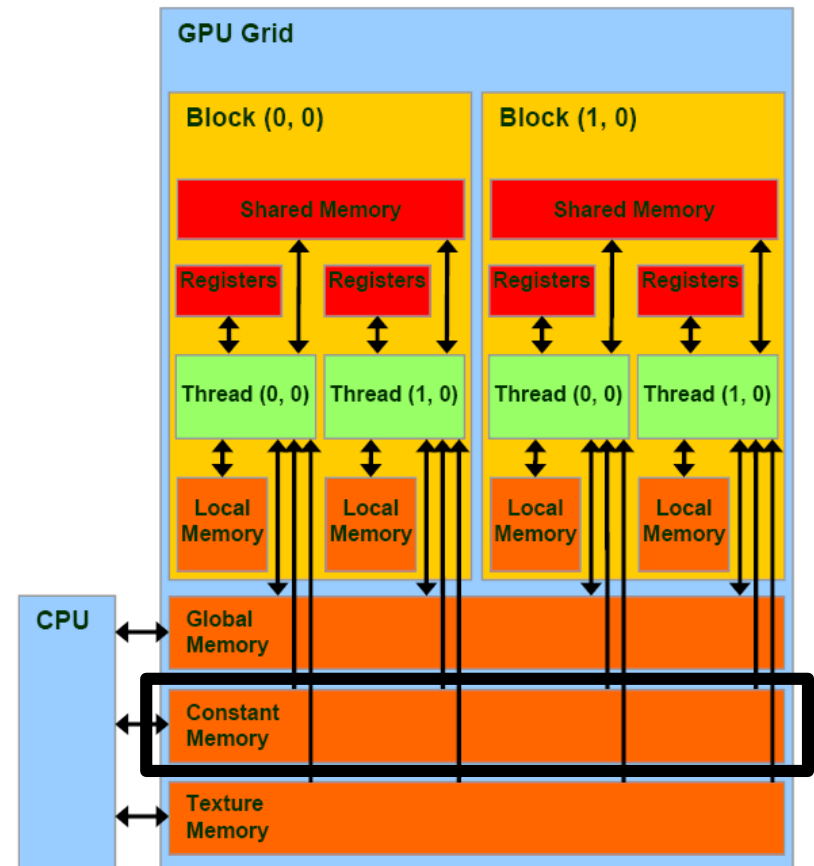 GPU Grid
Block (0, 0)
Block (1, 0)
Shared Memory
Shared Memory
Registers
Registers
Registers
Registers
Thread (0, 0)
Thread (1, 0)
Thread (0, 0)
Thread (1, 0)
Local
Memory
Local
Memory
Local
Memory
Local
Memory
CPU
Global
Memory
Constant
Memory
Texture
Memory